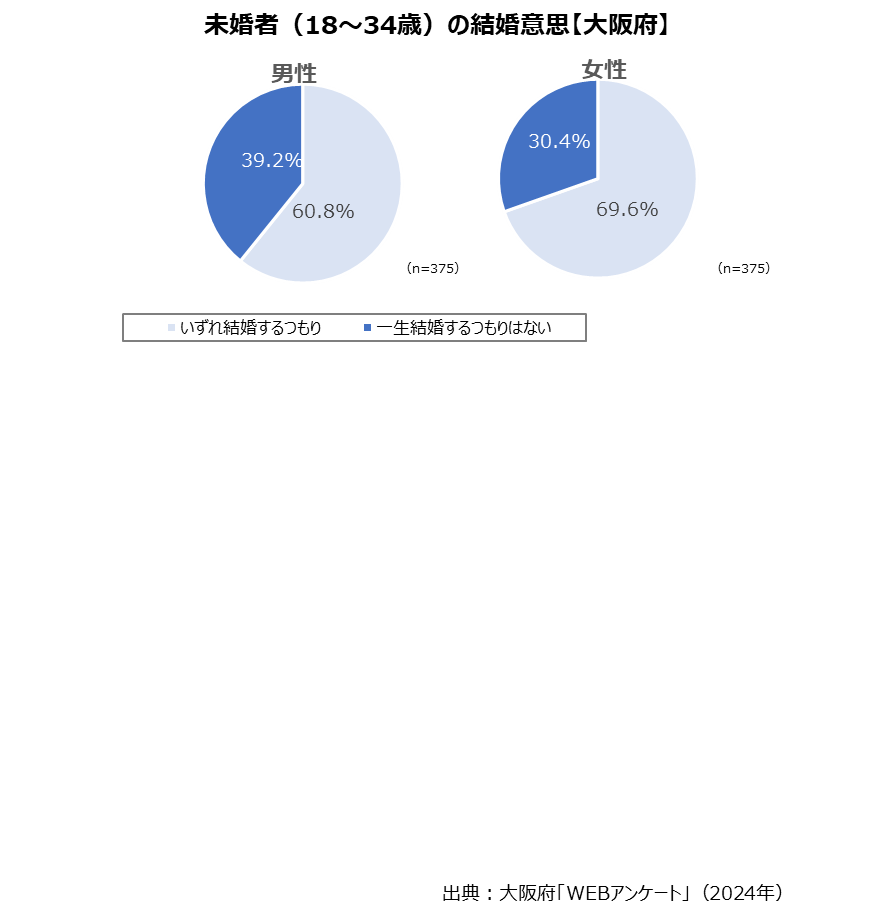 未婚者（18～34歳）の結婚意思【大阪府】
男性
女性
39.2%
60.8%
30.4%
69.6%
（n=375）
（n=375）
いずれ結婚するつもり
一生結婚するつもりはない
出典：大阪府「WEBアンケート」（2024年）